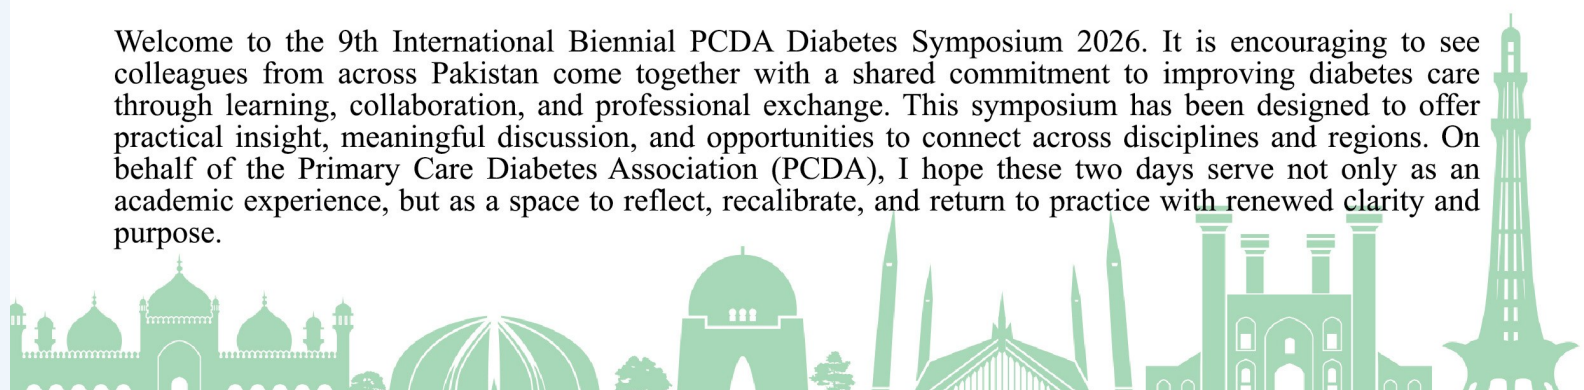 Welcome to the 9th International Biennial PCDA Diabetes Symposium 2026. It is encouraging to see
colleagues from across Pakistan come together with a shared commitment to improving diabetes care
through learning, collaboration, and professional exchange. This symposium has been designed to offer
practical insight, meaningful discussion, and opportunities to connect across disciplines and regions. On
behalf of the Primary Care Diabetes Association (PCDA), I hope these two days serve not only as an
academic experience, but as a space to reflect, recalibrate, and return to practice with renewed clarity and
purpose.